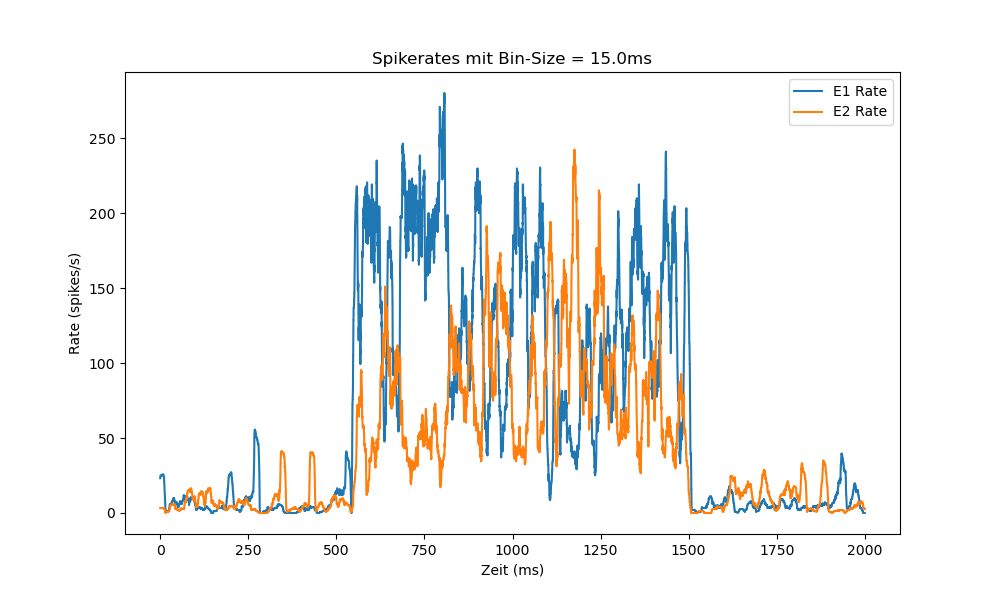 Spikerates mit Bin-Size = 15.0ms
E1 Rate
E2 Rate
Rate (spikes/s)
250
200
150
100
50
0
0 250 500 750 1000 1250 1500 1750 2000
Zeit (ms)